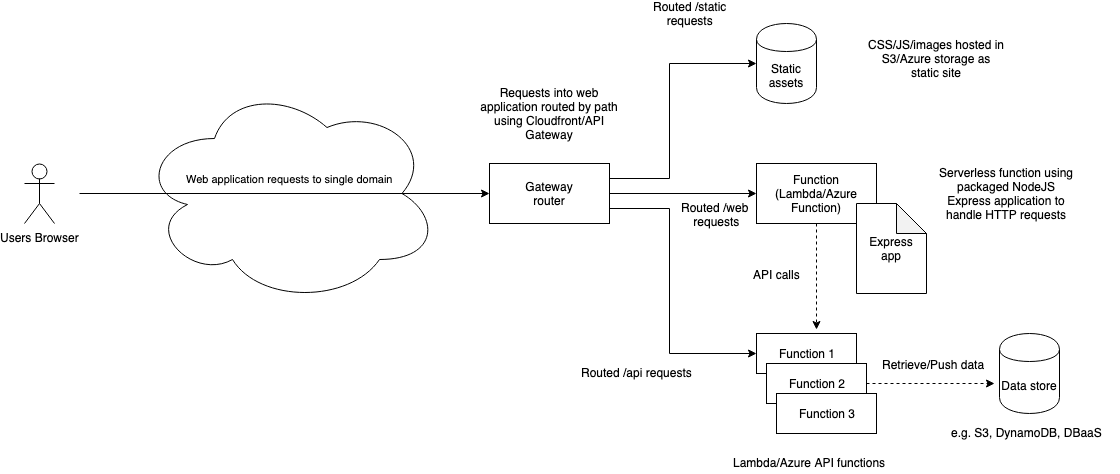 Routed /static
requests
Static
assets
CSS/JS/images hosted in
S3/Azure storage as
static site
Requests into web
application routed by path
using Cloudfront/API
Gateway
Users Browser
Web application requests to single domain
Gateway
router
Routed /web
requests
Function
(Lambda/Azure
Function)
Express
app
Serverless function using
packaged NodeJS
Express application to
handle HTTP requests
API calls
Routed /api requests
Function 1
Function 2
Function 3
Lambda/Azure API functions
Retrieve/Push data
Data store
e.g. S3, DynamoDB, DBaaS